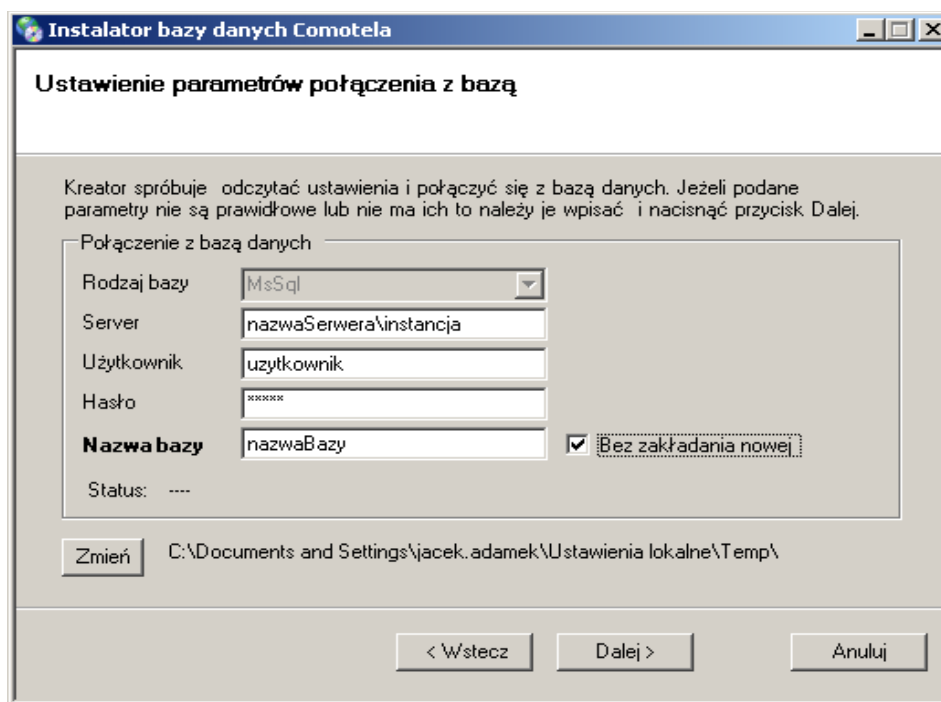 Instalator bazy danych Comotela
Ustawienie parametrów połączenia z bazą
Kreator spróbuje odczytać ustawienia i połączyć się z bazą danych. Jeżeli podane
parametry nie są prawidłowe lub nie ma ich to należy je wpisać i nacisnąć przycisk Dalej.
Połączenie z bazą danych
Rodzaj bazy MsSql
Server nazwaSerwera\instancja
Użytkownik uzytkownik
Hasło *****
Nazwa bazy nazwaBazy Bez zakładania nowej
Status: ----
Zmień C:\Documents and Settings\jacek.adamek\Ustawienia lokalne\Temp\
< Wstecz Dalej > Anuluj